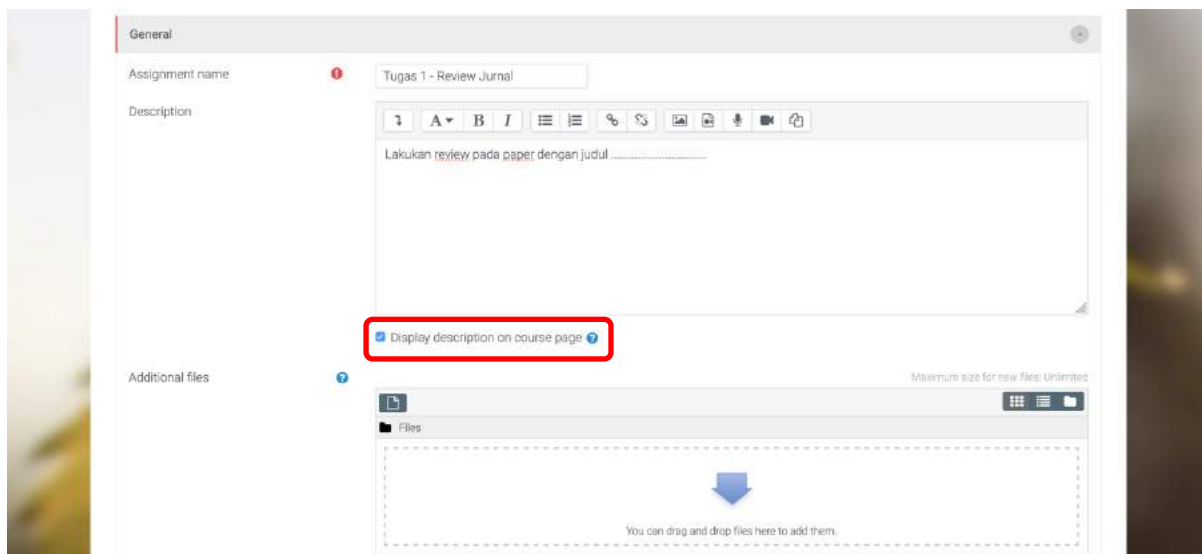 General
Assignment name
Tugas 1 - Review Jurnal
Description
A B I
Lakukan review pada paper dengan judul ................................
Display description on course page
Additional files
Maximum size for new files: Unlimited
Files
You can drag and drop files here to add them.